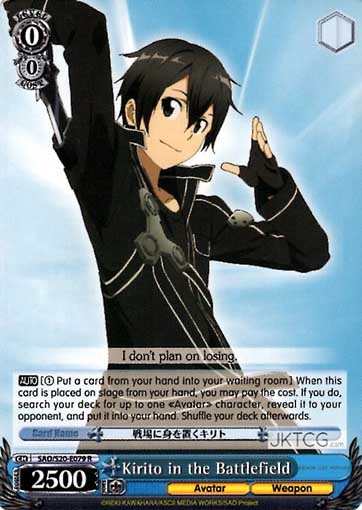 LEVEL
0
0
COST
I don't plan on losing.
AUTO [① Put a card from your hand into your waiting room] When this
card is placed on stage from your hand, you may pay the cost. If you do,
search your deck for up to one <Avatar> character, reveal it to your
opponent, and put it into your hand. Shuffle your deck afterwards.
Card Name 戦場に身を置くキリト
JKTCG.com
CH SAO/S20-E079 R
Kirito in the Battlefield
2500
Avatar Weapon
©REKI KAWAHARA/ASCII MEDIA WORKS/SAO Project